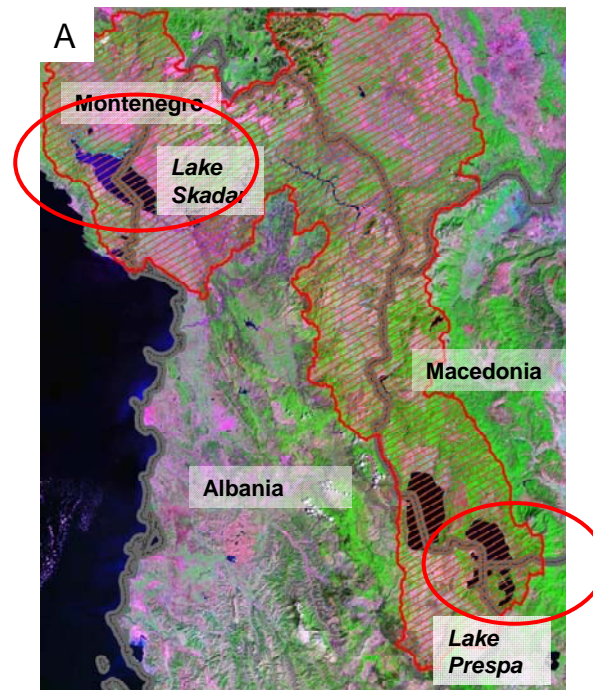 A
Montenegro
Lake
Skadar
Macedonia
Albania
Lake
Prespa